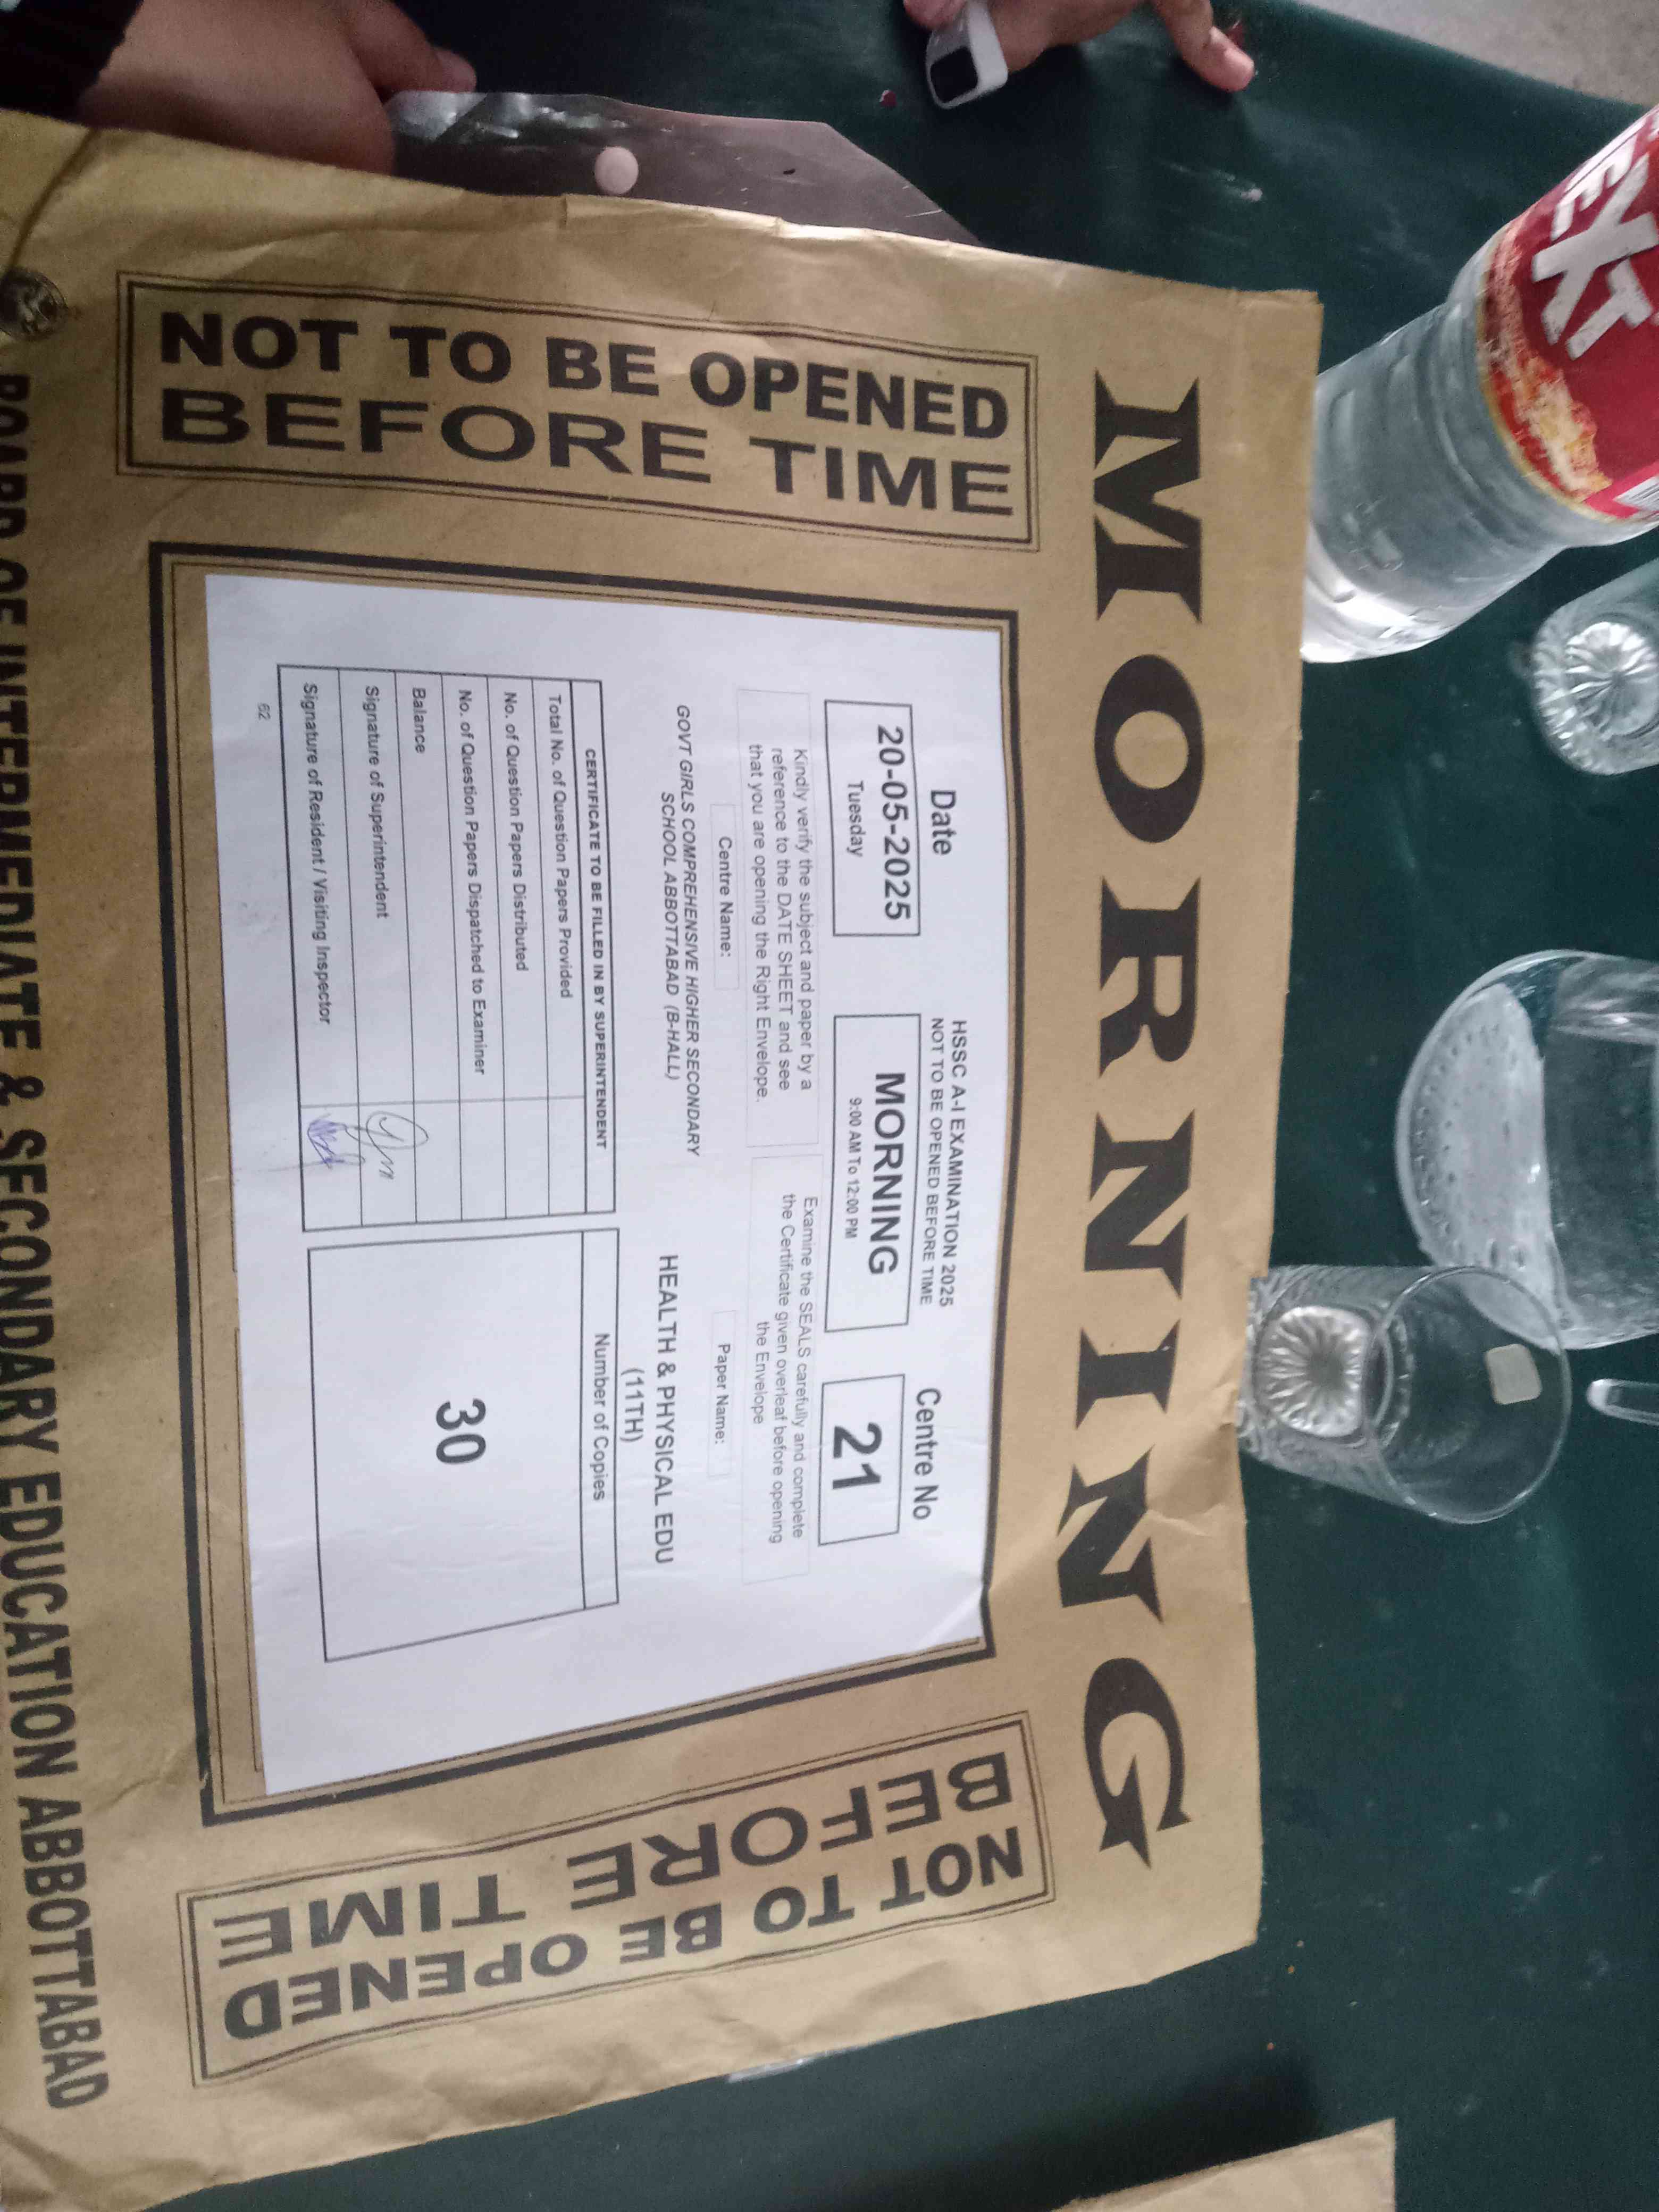 MORNING
NOT TO BE OPENED
BEFORE TIME
Date
20-05-2025
Tuesday
HSSC A-I EXAMINATION 2025
NOT TO BE OPENED BEFORE TIME
MORNING
9:00 AM To 12:00 PM
Centre No
21
Kindly verify the subject and paper by a
reference to the DATE SHEET and see
that you are opening the Right Envelope.
Examine the SEALS carefully and complete
the Certificate given overleaf before opening
the Envelope
Centre Name:
GOVT GIRLS COMPREHENSIVE HIGHER SECONDARY
SCHOOL ABBOTTABAD (B-HALL)
Paper Name:
HEALTH & PHYSICAL EDU
(11TH)
CERTIFICATE TO BE FILLED IN BY SUPERINTENDENT
Total No. of Question Papers Provided
No. of Question Papers Distributed
No. of Question Papers Dispatched to Examiner
Balance
Signature of Superintendent
Signature of Resident / Visiting Inspector
Number of Copies
30
62
NOT TO BE OPENED
BEFORE TIME
BOARD OF INTERMEDIATE & SECONDARY EDUCATION ABBOTTABAD